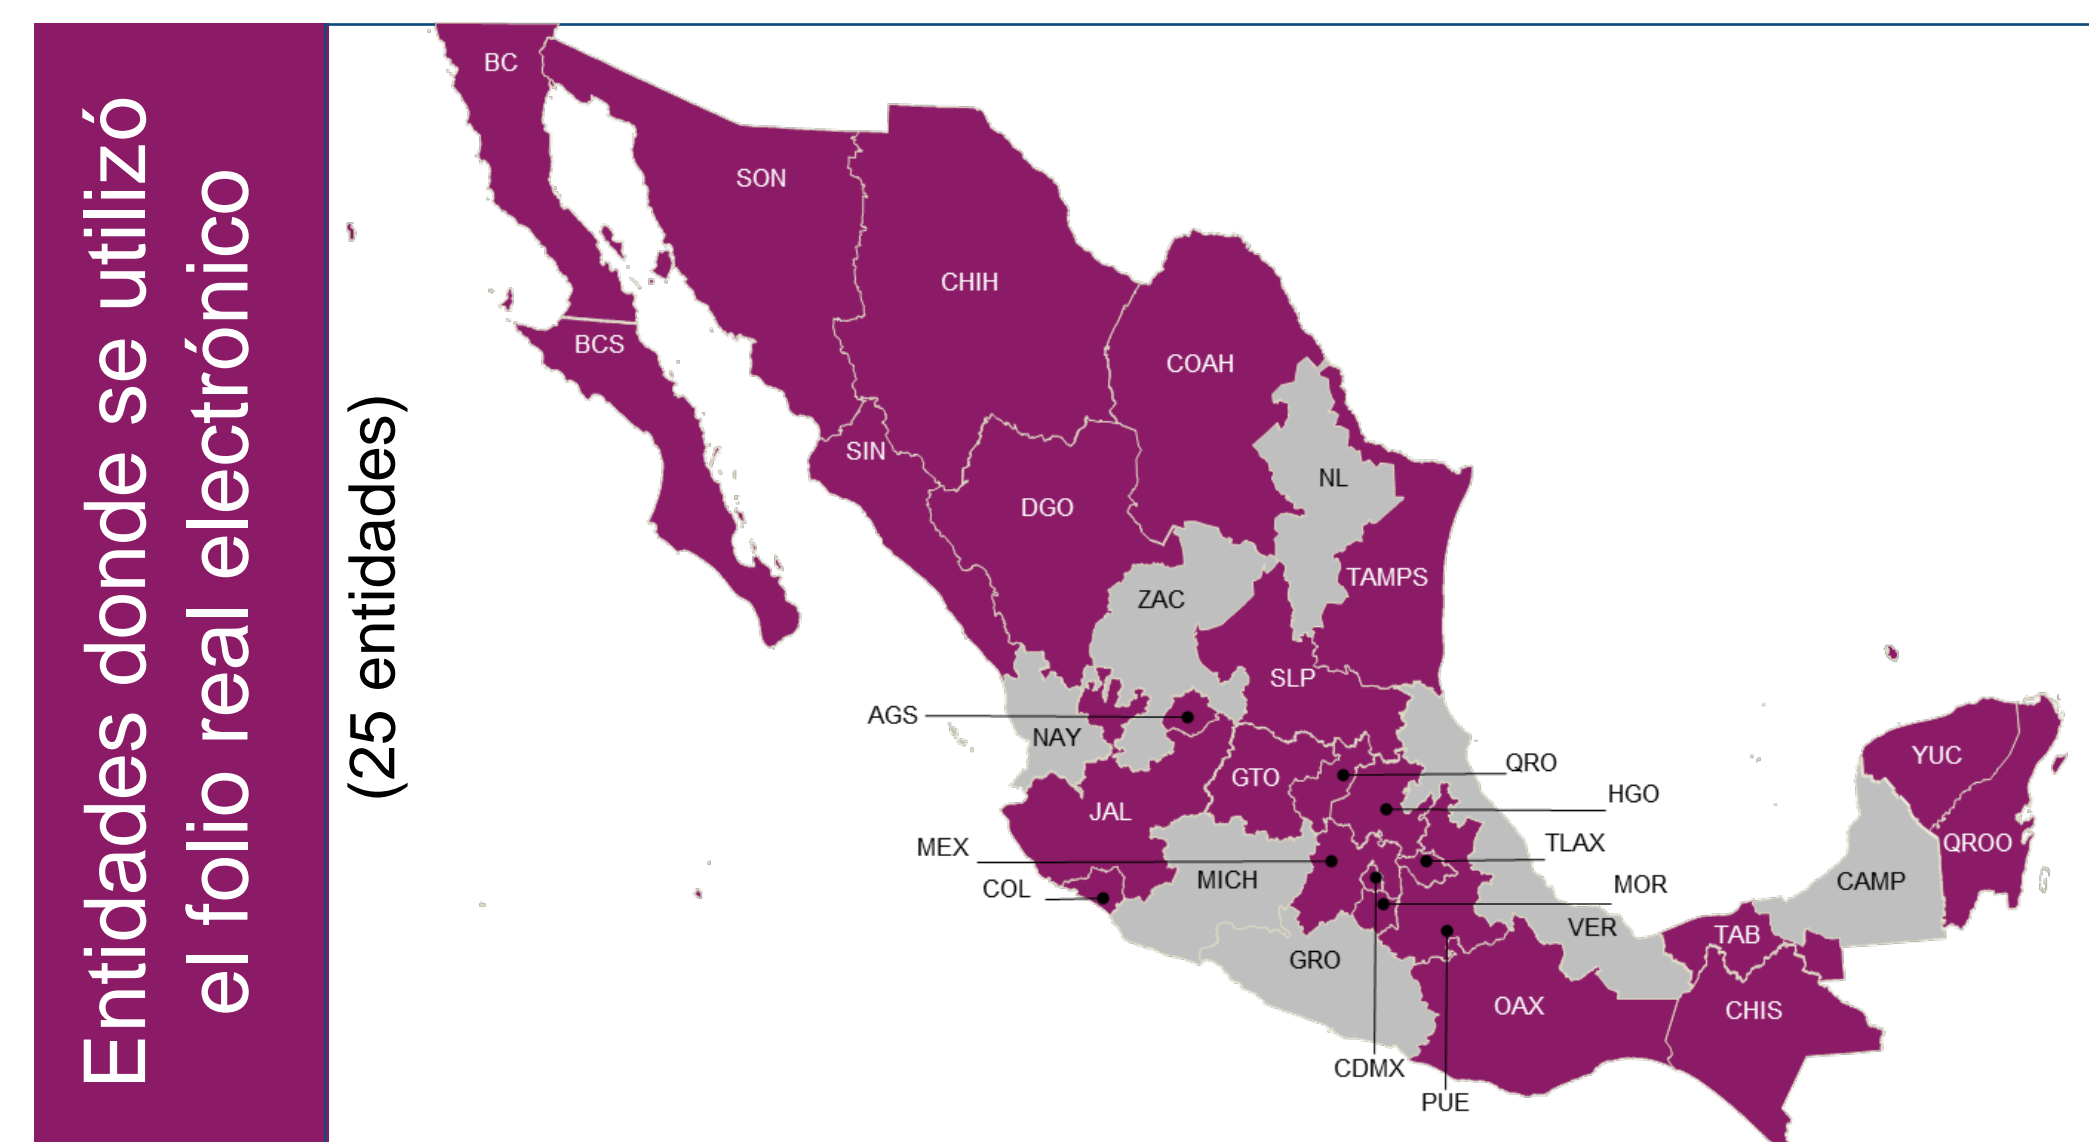 Entidades donde se utilizó
el folio real electrónico
(25 entidades)
BC
SON
CHIH
BCS
COAH
SIN
NL
DGO
TAMPS
ZAC
SLP
AGS
NAY
YUC
QRO
GTO
HGO
JAL
QROO
TLAX
MEX
MICH
CAMP
MOR
COL
VER
TAB
GRO
OAX
CHIS
CDMX
PUE